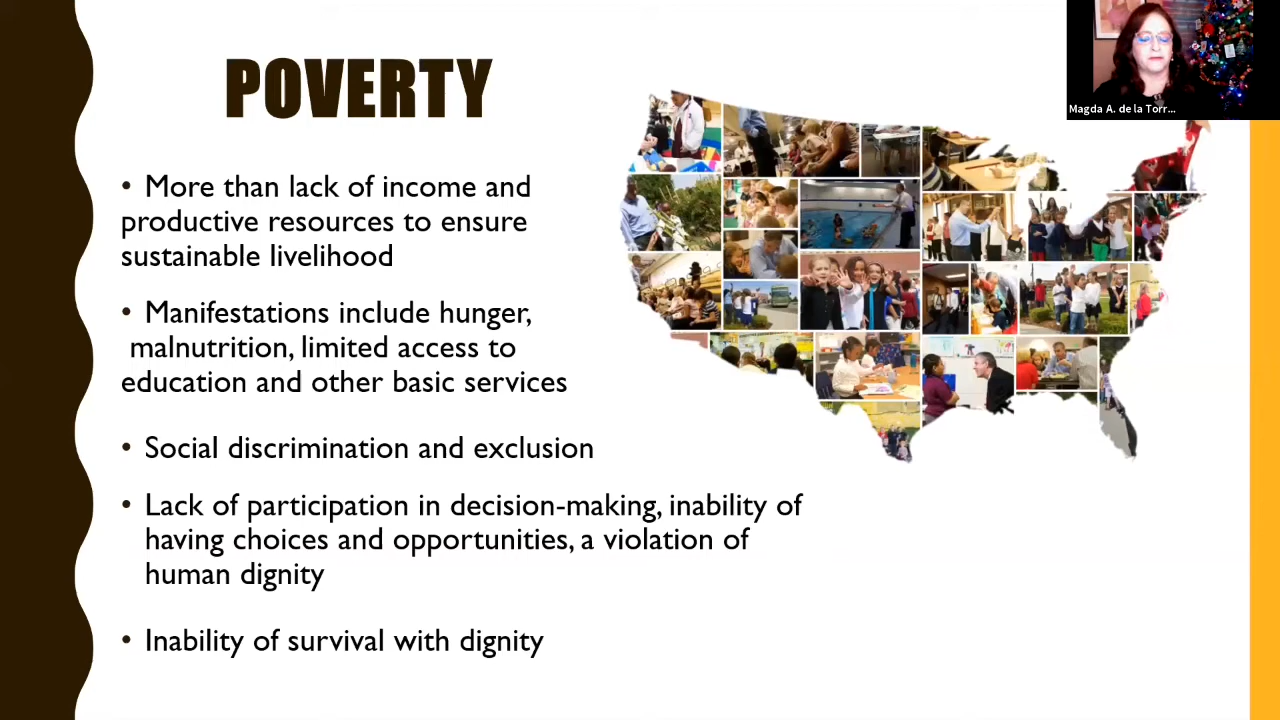 POVERTY
• More than lack of income and
productive resources to ensure
sustainable livelihood
• Manifestations include hunger,
malnutrition, limited access to
education and other basic services
• Social discrimination and exclusion
• Lack of participation in decision-making, inability of
having choices and opportunities, a violation of
human dignity
• Inability of survival with dignity
Magda A. de la Torr...